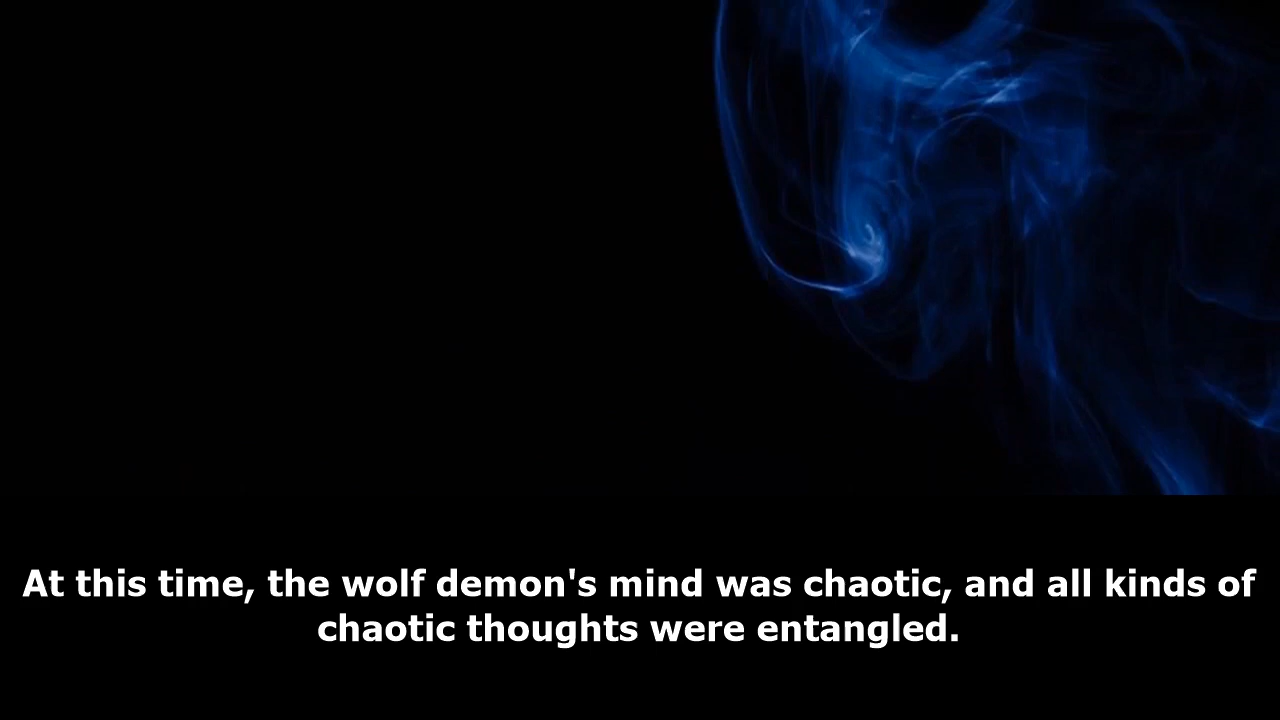 At this time, the wolf demon's mind was chaotic, and all kinds of
chaotic thoughts were entangled.